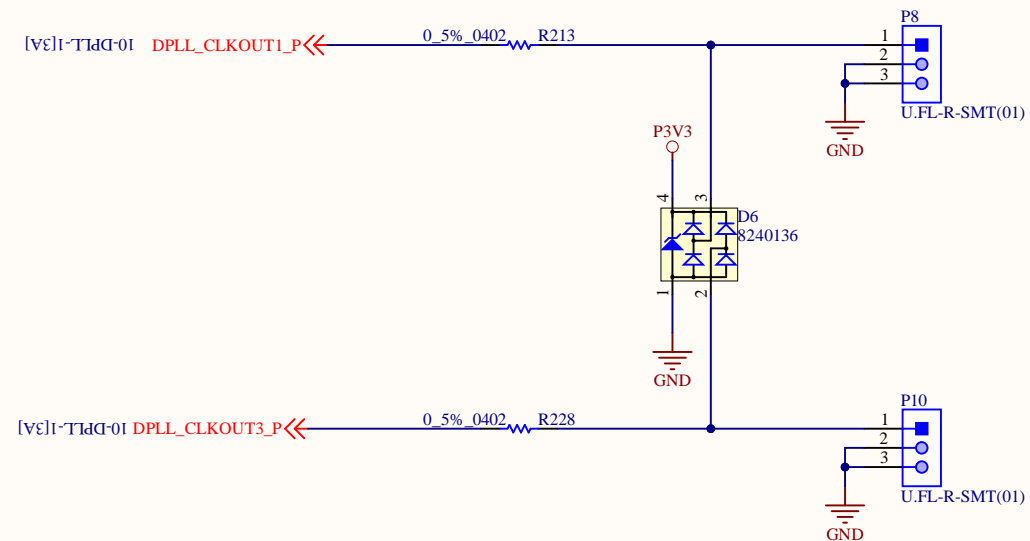 P8
10-DPLL-1[3A]
DPLL_CLKOUT1_P
0_5%_0402
R213
1
2
3
U.FL-R-SMT(01)
GND
P3V3
4
3
D6
8240136
1
2
GND
P10
10-DPLL-1[3A]
DPLL_CLKOUT3_P
0_5%_0402
R228
1
2
3
U.FL-R-SMT(01)
GND